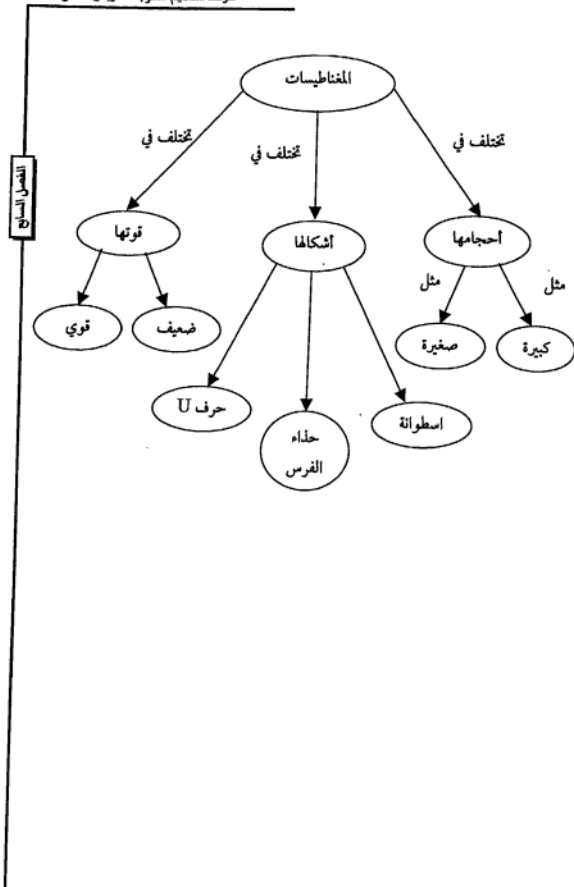 الفصل السابع
المغناطيسات
تختلف في
تختلف في
تختلف في
أحجامها
أشكالها
قوتها
مثل
مثل
كبيرة
صغيرة
ضعيف
قوي
اسطوانة
حذاء
الفرس
حرف U